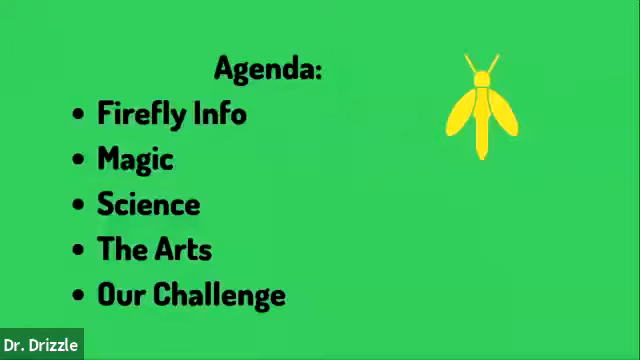 Agenda:
• Firefly Info
• Magic
• Science
• The Arts
• Our Challenge
Dr. Drizzle